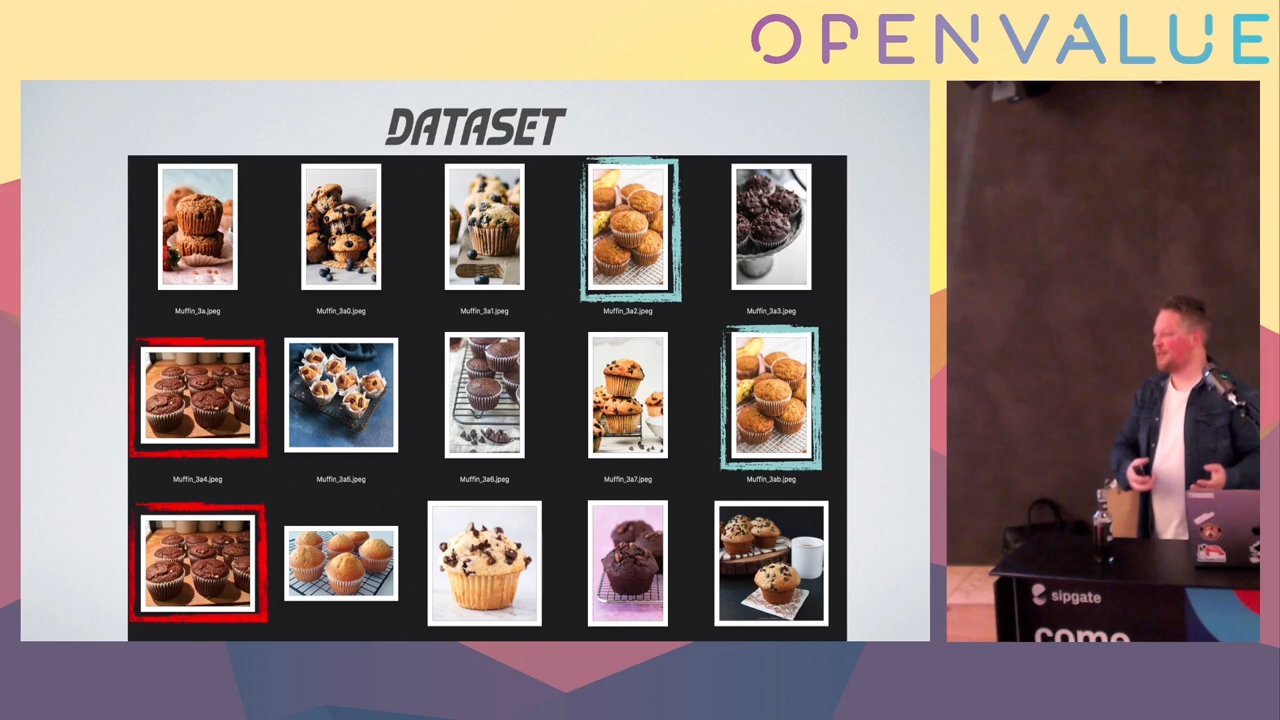 OPENVALUE
DATASET
Muffin_3a.jpeg
Muffin_3a0.jpeg
Muffin_3a1.jpeg
Muffin_3a2.jpeg
Muffin_3a3.jpeg
Muffin_3a4.jpeg
Muffin_3a5.jpeg
Muffin_3a6.jpeg
Muffin_3a7.jpeg
Muffin_3ab.jpeg
sipgate
come